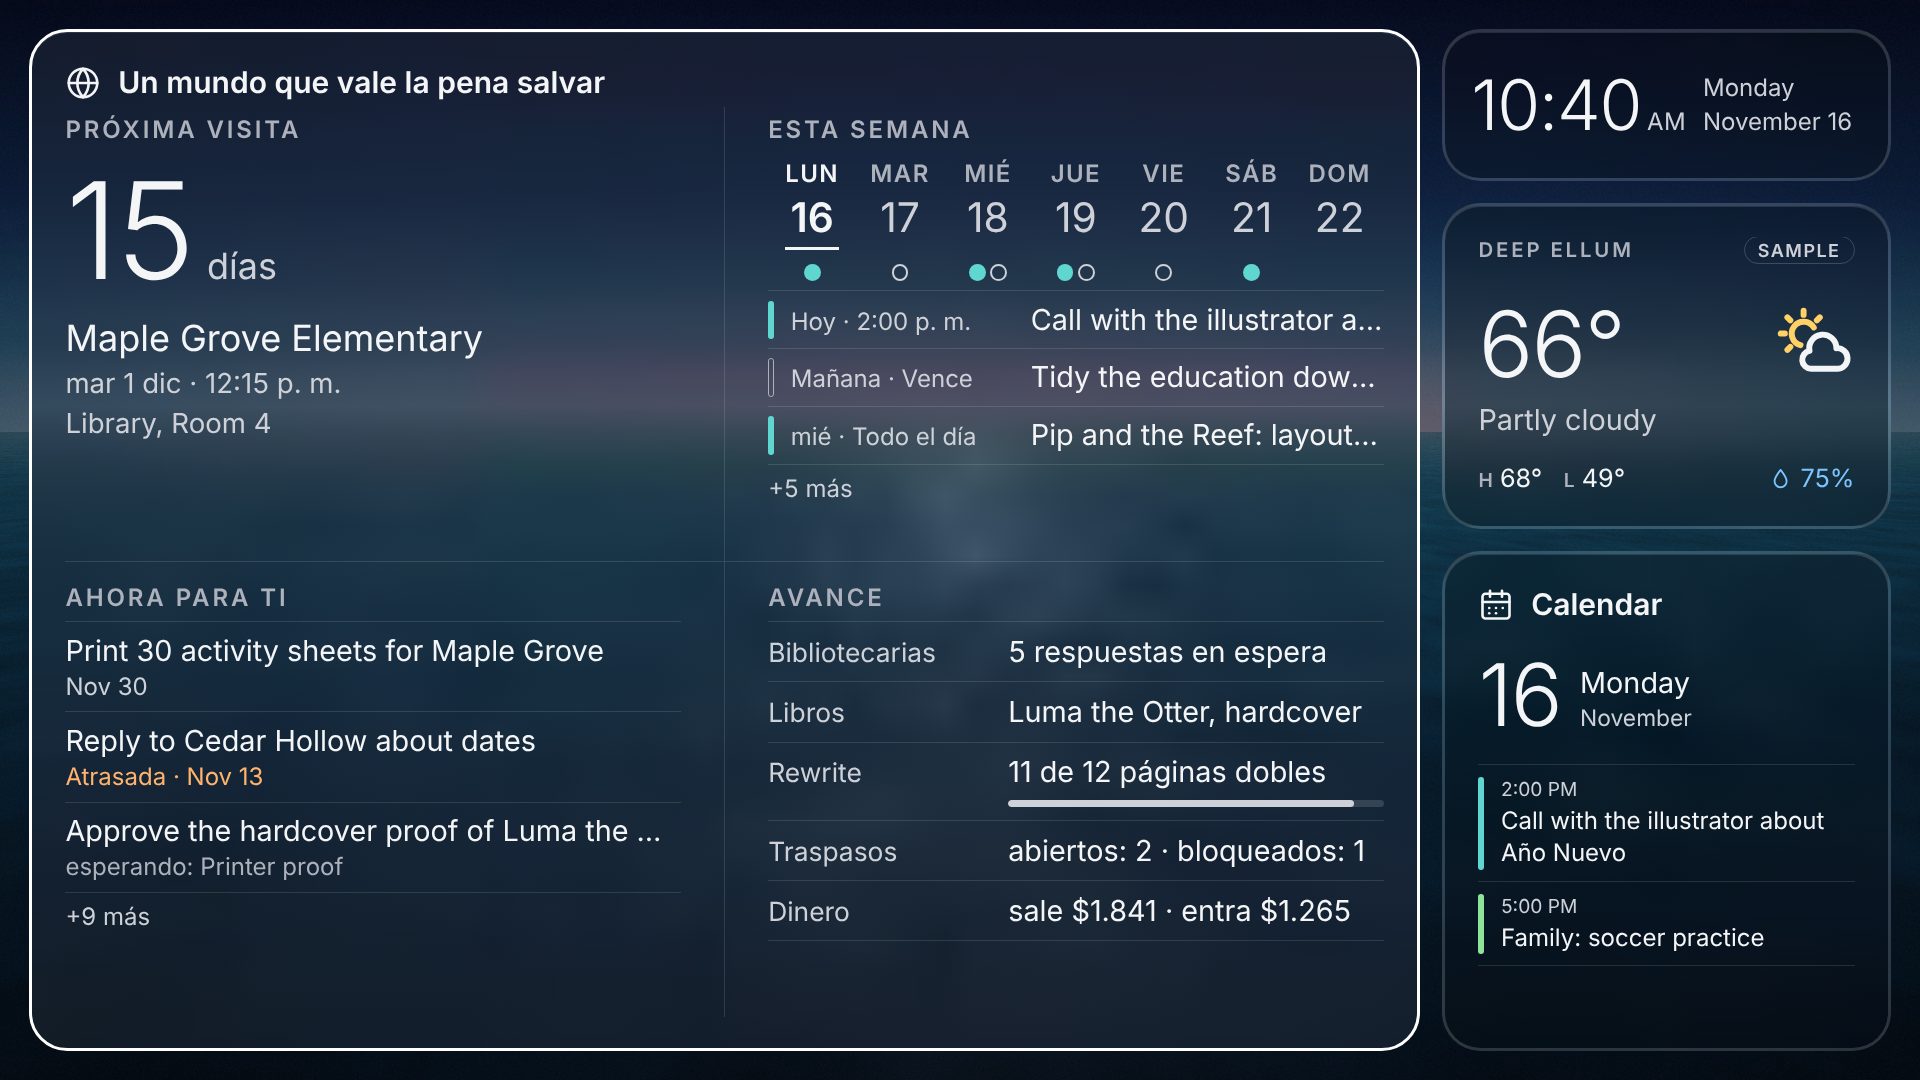 Un mundo que vale la pena salvar
PRÓXIMA VISITA
15 días
Maple Grove Elementary
mar 1 dic · 12:15 p. m.
Library, Room 4
ESTA SEMANA
LUN MAR MIÉ JUE VIE SÁB DOM
16 17 18 19 20 21 22
Hoy · 2:00 p. m. Call with the illustrator a…
Mañana · Vence Tidy the education dow…
mié · Todo el día Pip and the Reef: layout…
+5 más
AHORA PARA TI
Print 30 activity sheets for Maple Grove
Nov 30
Reply to Cedar Hollow about dates
Atrasada · Nov 13
Approve the hardcover proof of Luma the …
esperando: Printer proof
+9 más
AVANCE
Bibliotecarias 5 respuestas en espera
Libros Luma the Otter, hardcover
Rewrite 11 de 12 páginas dobles
Traspasos abiertos: 2 · bloqueados: 1
Dinero sale $1.841 · entra $1.265
10:40 AM
Monday
November 16
DEEP ELLUM SAMPLE
66°
Partly cloudy
H 68° L 49° 75%
Calendar
16 Monday
November
2:00 PM
Call with the illustrator about
Año Nuevo
5:00 PM
Family: soccer practice